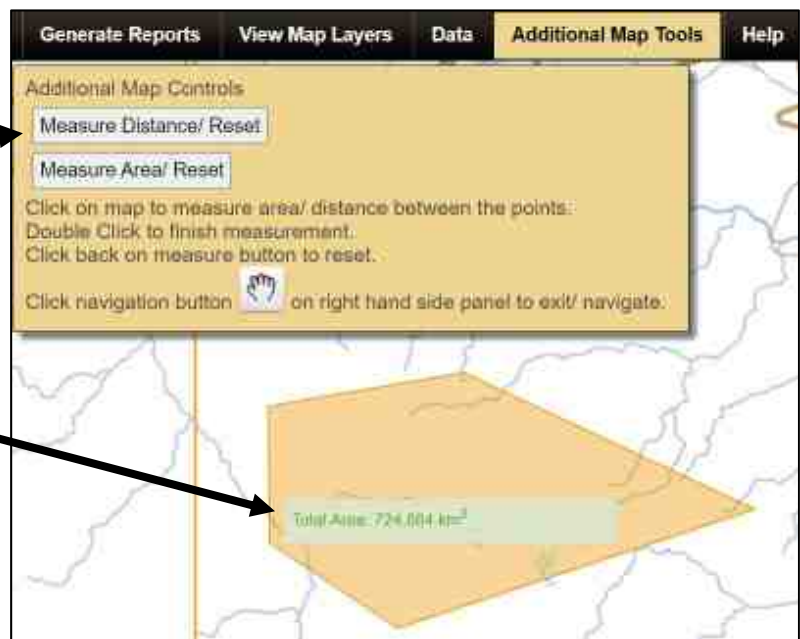 Generate Reports View Map Layers Data Additional Map Tools Help
Additional Map Controls
Measure Distance/ Reset
Measure Area/ Reset
Click on map to measure area/ distance between the points.
Double Click to finish measurement.
Click back on measure button to reset.
Click navigation button on right hand side panel to exit/ navigate.
Total Area: km²